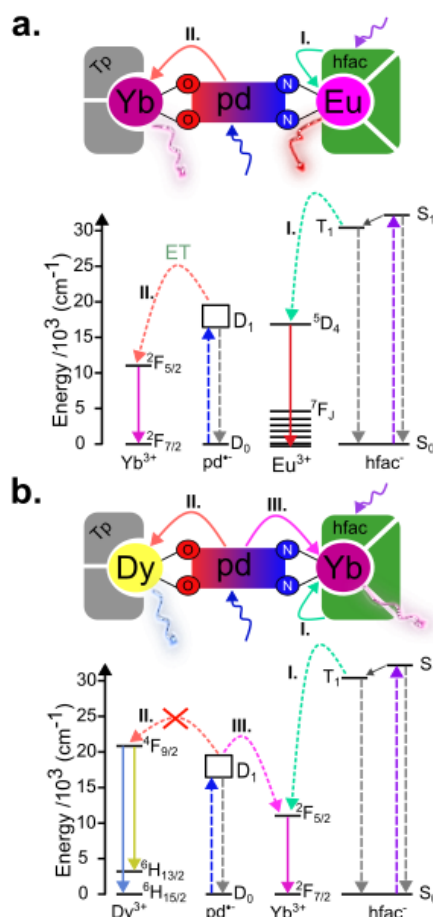 a.
II.
I.
Tp
hfac
Yb
O
O
pd
N
N
Eu
Energy /10³ (cm⁻¹)
30
25
20
15
10
5
0
ET
II.
I.
T₁
S₁
D₁
⁵D₄
²F₅/₂
⁷F_J
²F₇/₂
D₀
S₀
Yb³⁺
pd•-
Eu³⁺
hfac⁻
b.
II.
III.
Tp
hfac
Dy
O
O
pd
N
N
Yb
I.
Energy /10³ (cm⁻¹)
30
25
20
15
10
5
0
I.
T₁
S
II.
III.
⁴F₉/₂
D₁
²F₅/₂
⁶H₁₃/₂
⁶H₁₅/₂
D₀
²F₇/₂
S₀
Dy³⁺
pd•-
Yb³⁺
hfac⁻